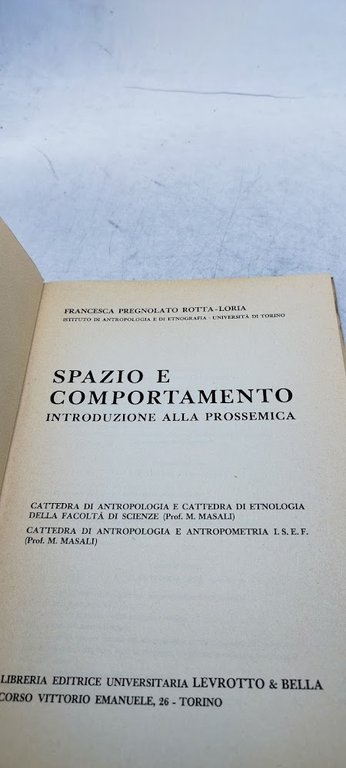 FRANCESCA PREGNOLATO ROTTA-LORIA
ISTITUTO DI ANTROPOLOGIA E DI ETNOGRAFIA - UNIVERSITÀ DI TORINO
SPAZIO E
COMPORTAMENTO
INTRODUZIONE ALLA PROSSEMICA
CATTEDRA DI ANTROPOLOGIA E CATTEDRA DI ETNOLOGIA
DELLA FACOLTÀ DI SCIENZE (Prof. M. MASALI)
CATTEDRA DI ANTROPOLOGIA E ANTROPOMETRIA I. S. E. F.
(Prof. M. MASALI)
LIBRERIA EDITRICE UNIVERSITARIA LEVROTTO & BELLA
CORSO VITTORIO EMANUELE, 26 - TORINO